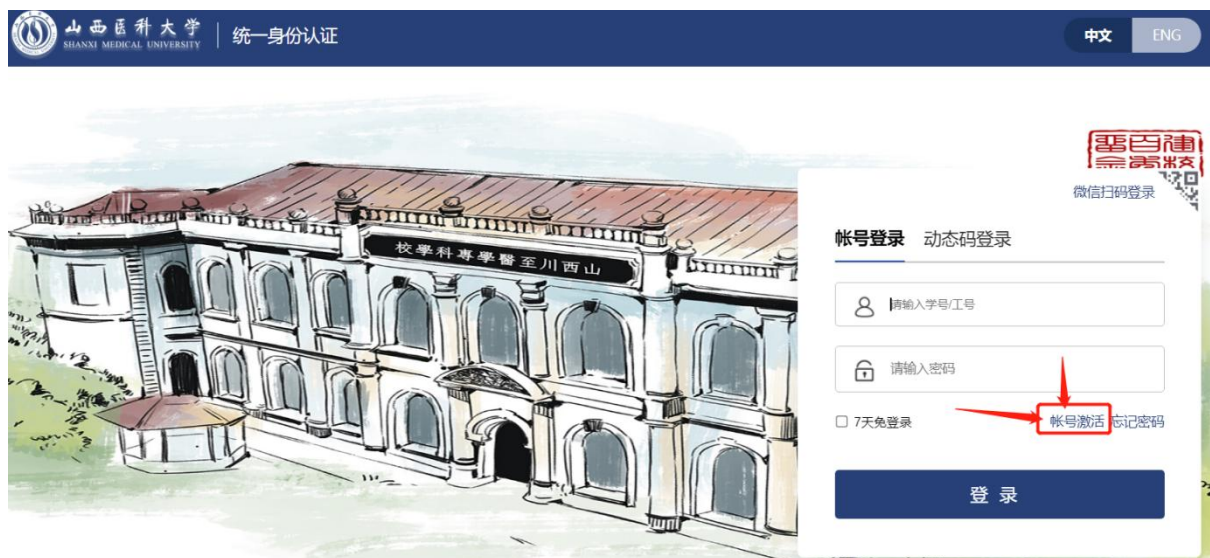 山西医科大学
SHANXI MEDICAL UNIVERSITY
统一身份认证
中文 ENG
山西川至醫學專科學校
微信扫码登录
帐号登录 动态码登录
请输入学号/工号
请输入密码
7天免登录 帐号激活 忘记密码
登 录